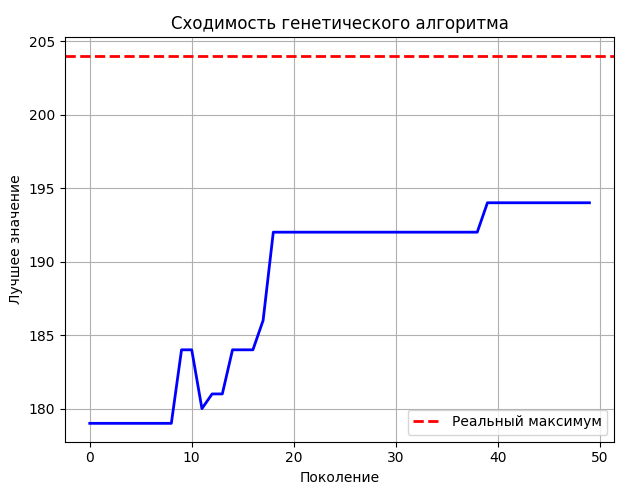 Сходимость генетического алгоритма
205
200
195
190
185
180
Лучшее значение
0 10 20 30 40 50
Поколение
Реальный максимум